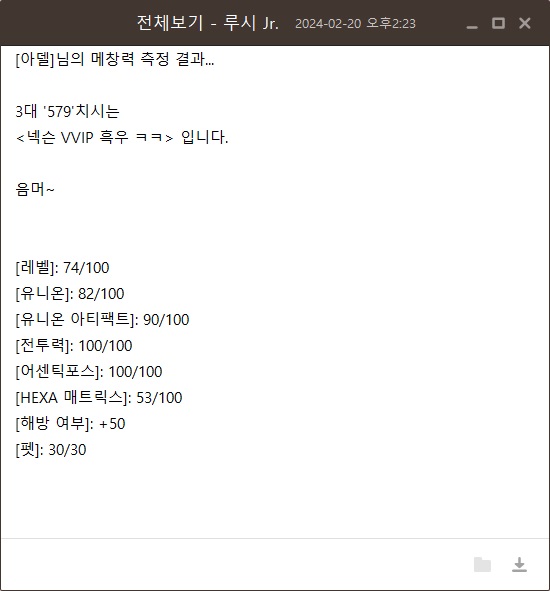 전체보기 - 루시 Jr. 2024-02-20 오후2:23
[아델]님의 메창력 측정 결과...
3대 '579'치시는
<넥슨 VVIP 흑우 ㅋㅋ> 입니다.
음머~
[레벨]: 74/100
[유니온]: 82/100
[유니온 아티팩트]: 90/100
[전투력]: 100/100
[어센틱포스]: 100/100
[HEXA 매트릭스]: 53/100
[해방 여부]: +50
[펫]: 30/30